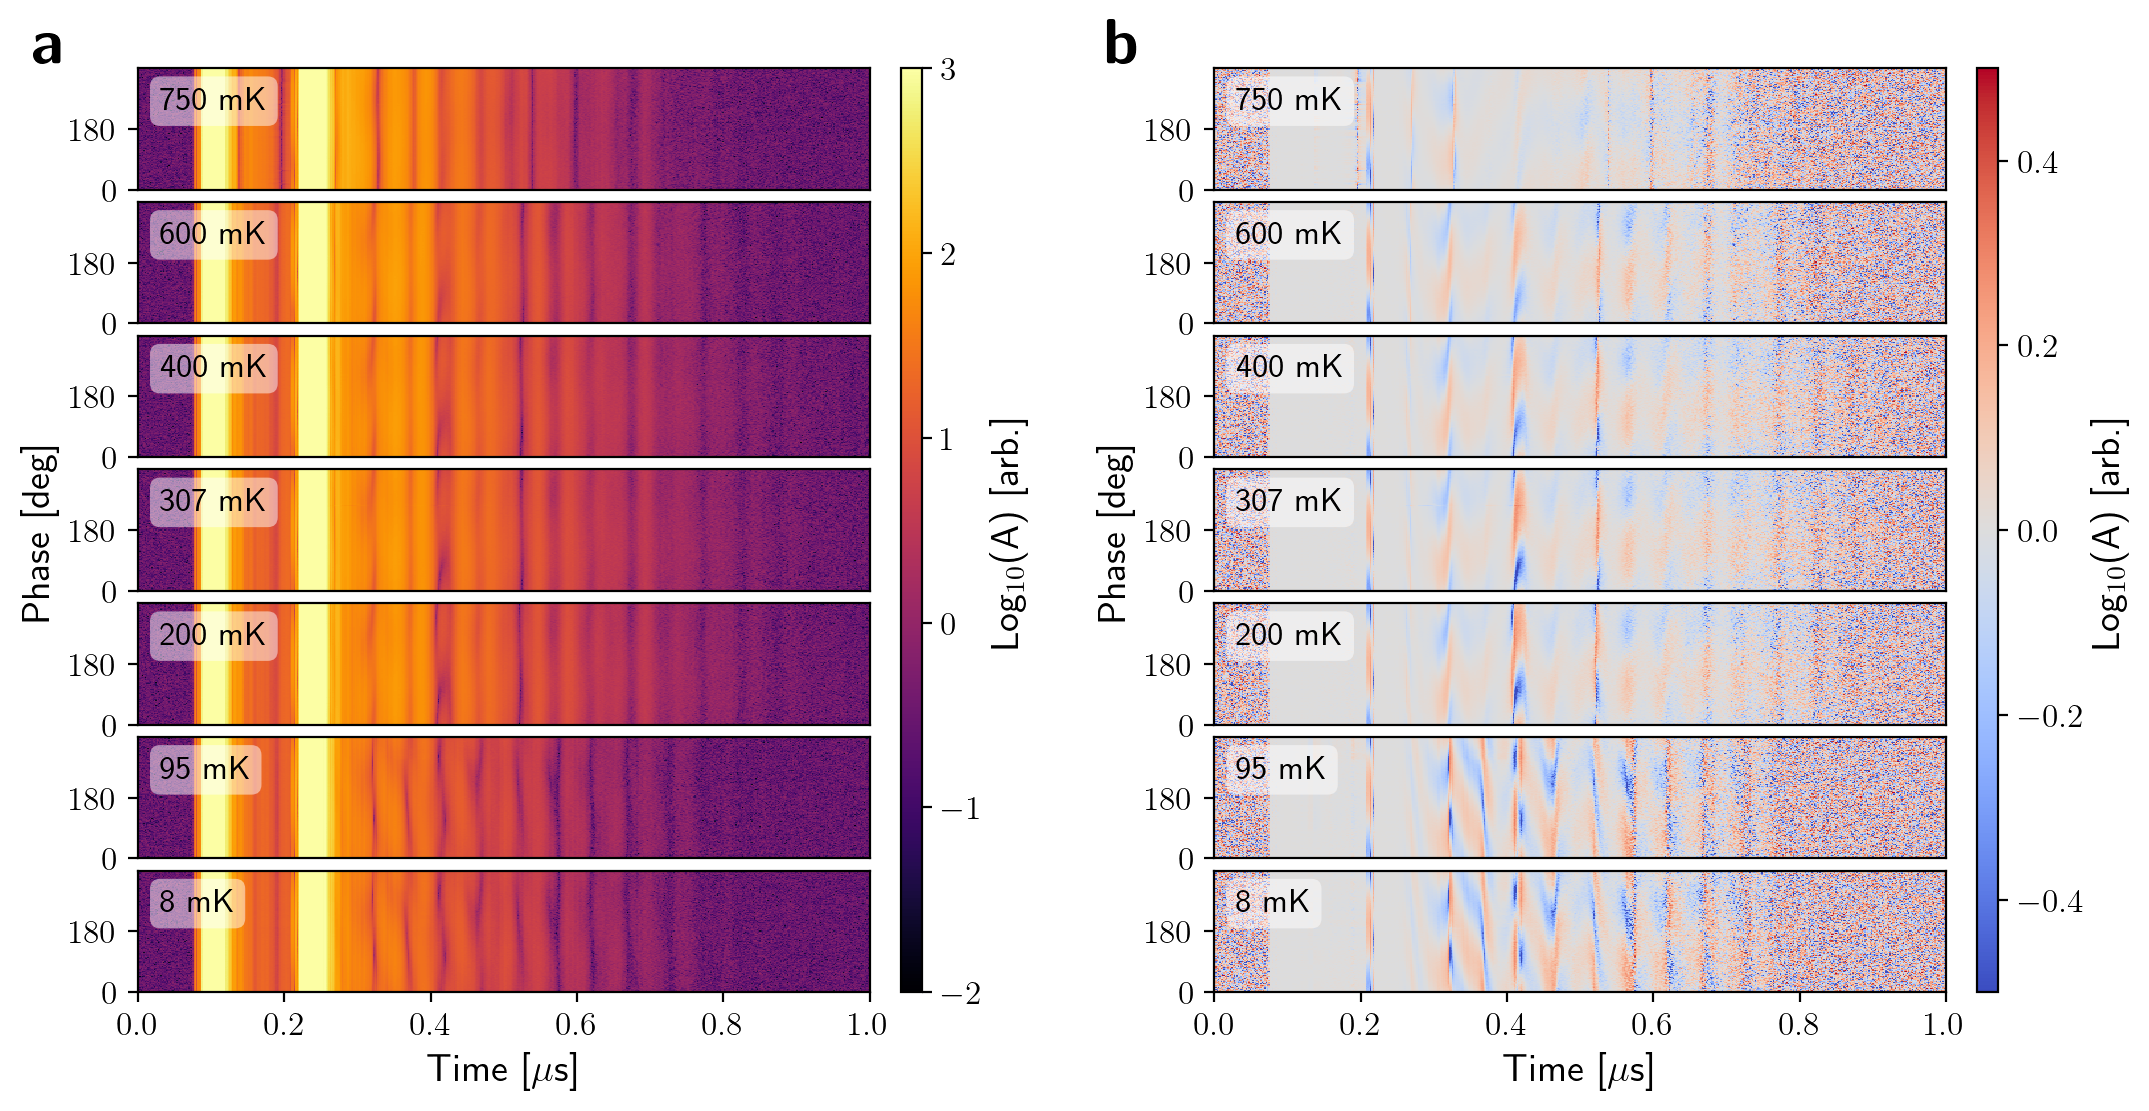 a
750 mK
180
0
600 mK
180
0
400 mK
180
0
307 mK
180
0
200 mK
180
0
95 mK
180
0
8 mK
180
0
0.0 0.2 0.4 0.6 0.8 1.0
Time [μs]
Phase [deg]
3
2
1
0
−1
−2
Log₁₀(A) [arb.]
b
750 mK
180
0
600 mK
180
0
400 mK
180
0
307 mK
180
0
200 mK
180
0
95 mK
180
0
8 mK
180
0
0.0 0.2 0.4 0.6 0.8 1.0
Time [μs]
Phase [deg]
0.4
0.2
0.0
−0.2
−0.4
Log₁₀(A) [arb.]